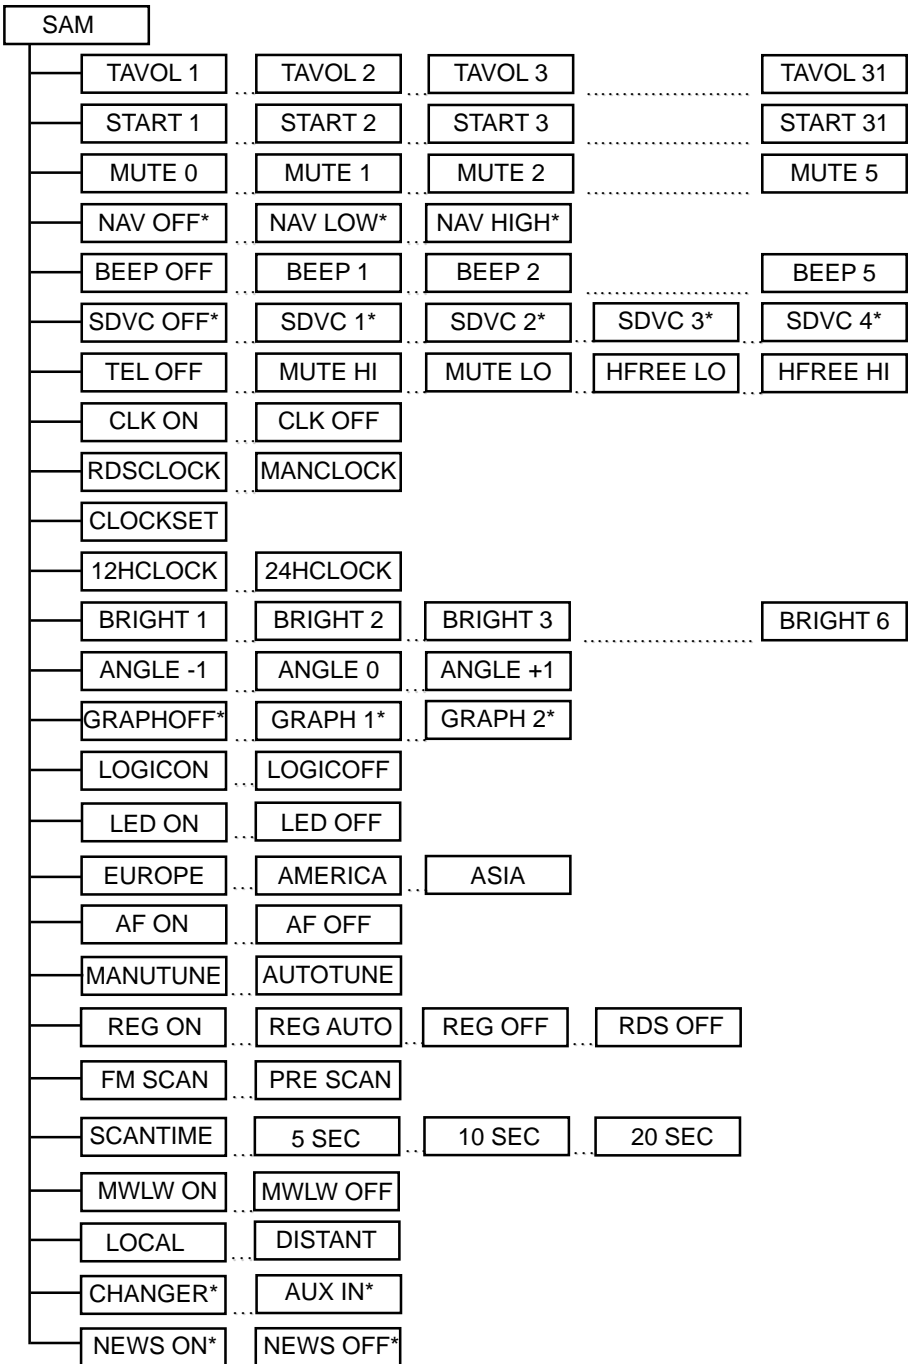 SAM
TAVOL 1 TAVOL 2 TAVOL 3 TAVOL 31
START 1 START 2 START 3 START 31
MUTE 0 MUTE 1 MUTE 2 MUTE 5
NAV OFF* NAV LOW* NAV HIGH*
BEEP OFF BEEP 1 BEEP 2 BEEP 5
SDVC OFF* SDVC 1* SDVC 2* SDVC 3* SDVC 4*
TEL OFF MUTE HI MUTE LO HFREE LO HFREE HI
CLK ON CLK OFF
RDSCLOCK MANCLOCK
CLOCKSET
12HCLOCK 24HCLOCK
BRIGHT 1 BRIGHT 2 BRIGHT 3 BRIGHT 6
ANGLE -1 ANGLE 0 ANGLE +1
GRAPHOFF* GRAPH 1* GRAPH 2*
LOGICON LOGICOFF
LED ON LED OFF
EUROPE AMERICA ASIA
AF ON AF OFF
MANUTUNE AUTOTUNE
REG ON REG AUTO REG OFF RDS OFF
FM SCAN PRE SCAN
SCANTIME 5 SEC 10 SEC 20 SEC
MWLW ON MWLW OFF
LOCAL DISTANT
CHANGER* AUX IN*
NEWS ON* NEWS OFF*